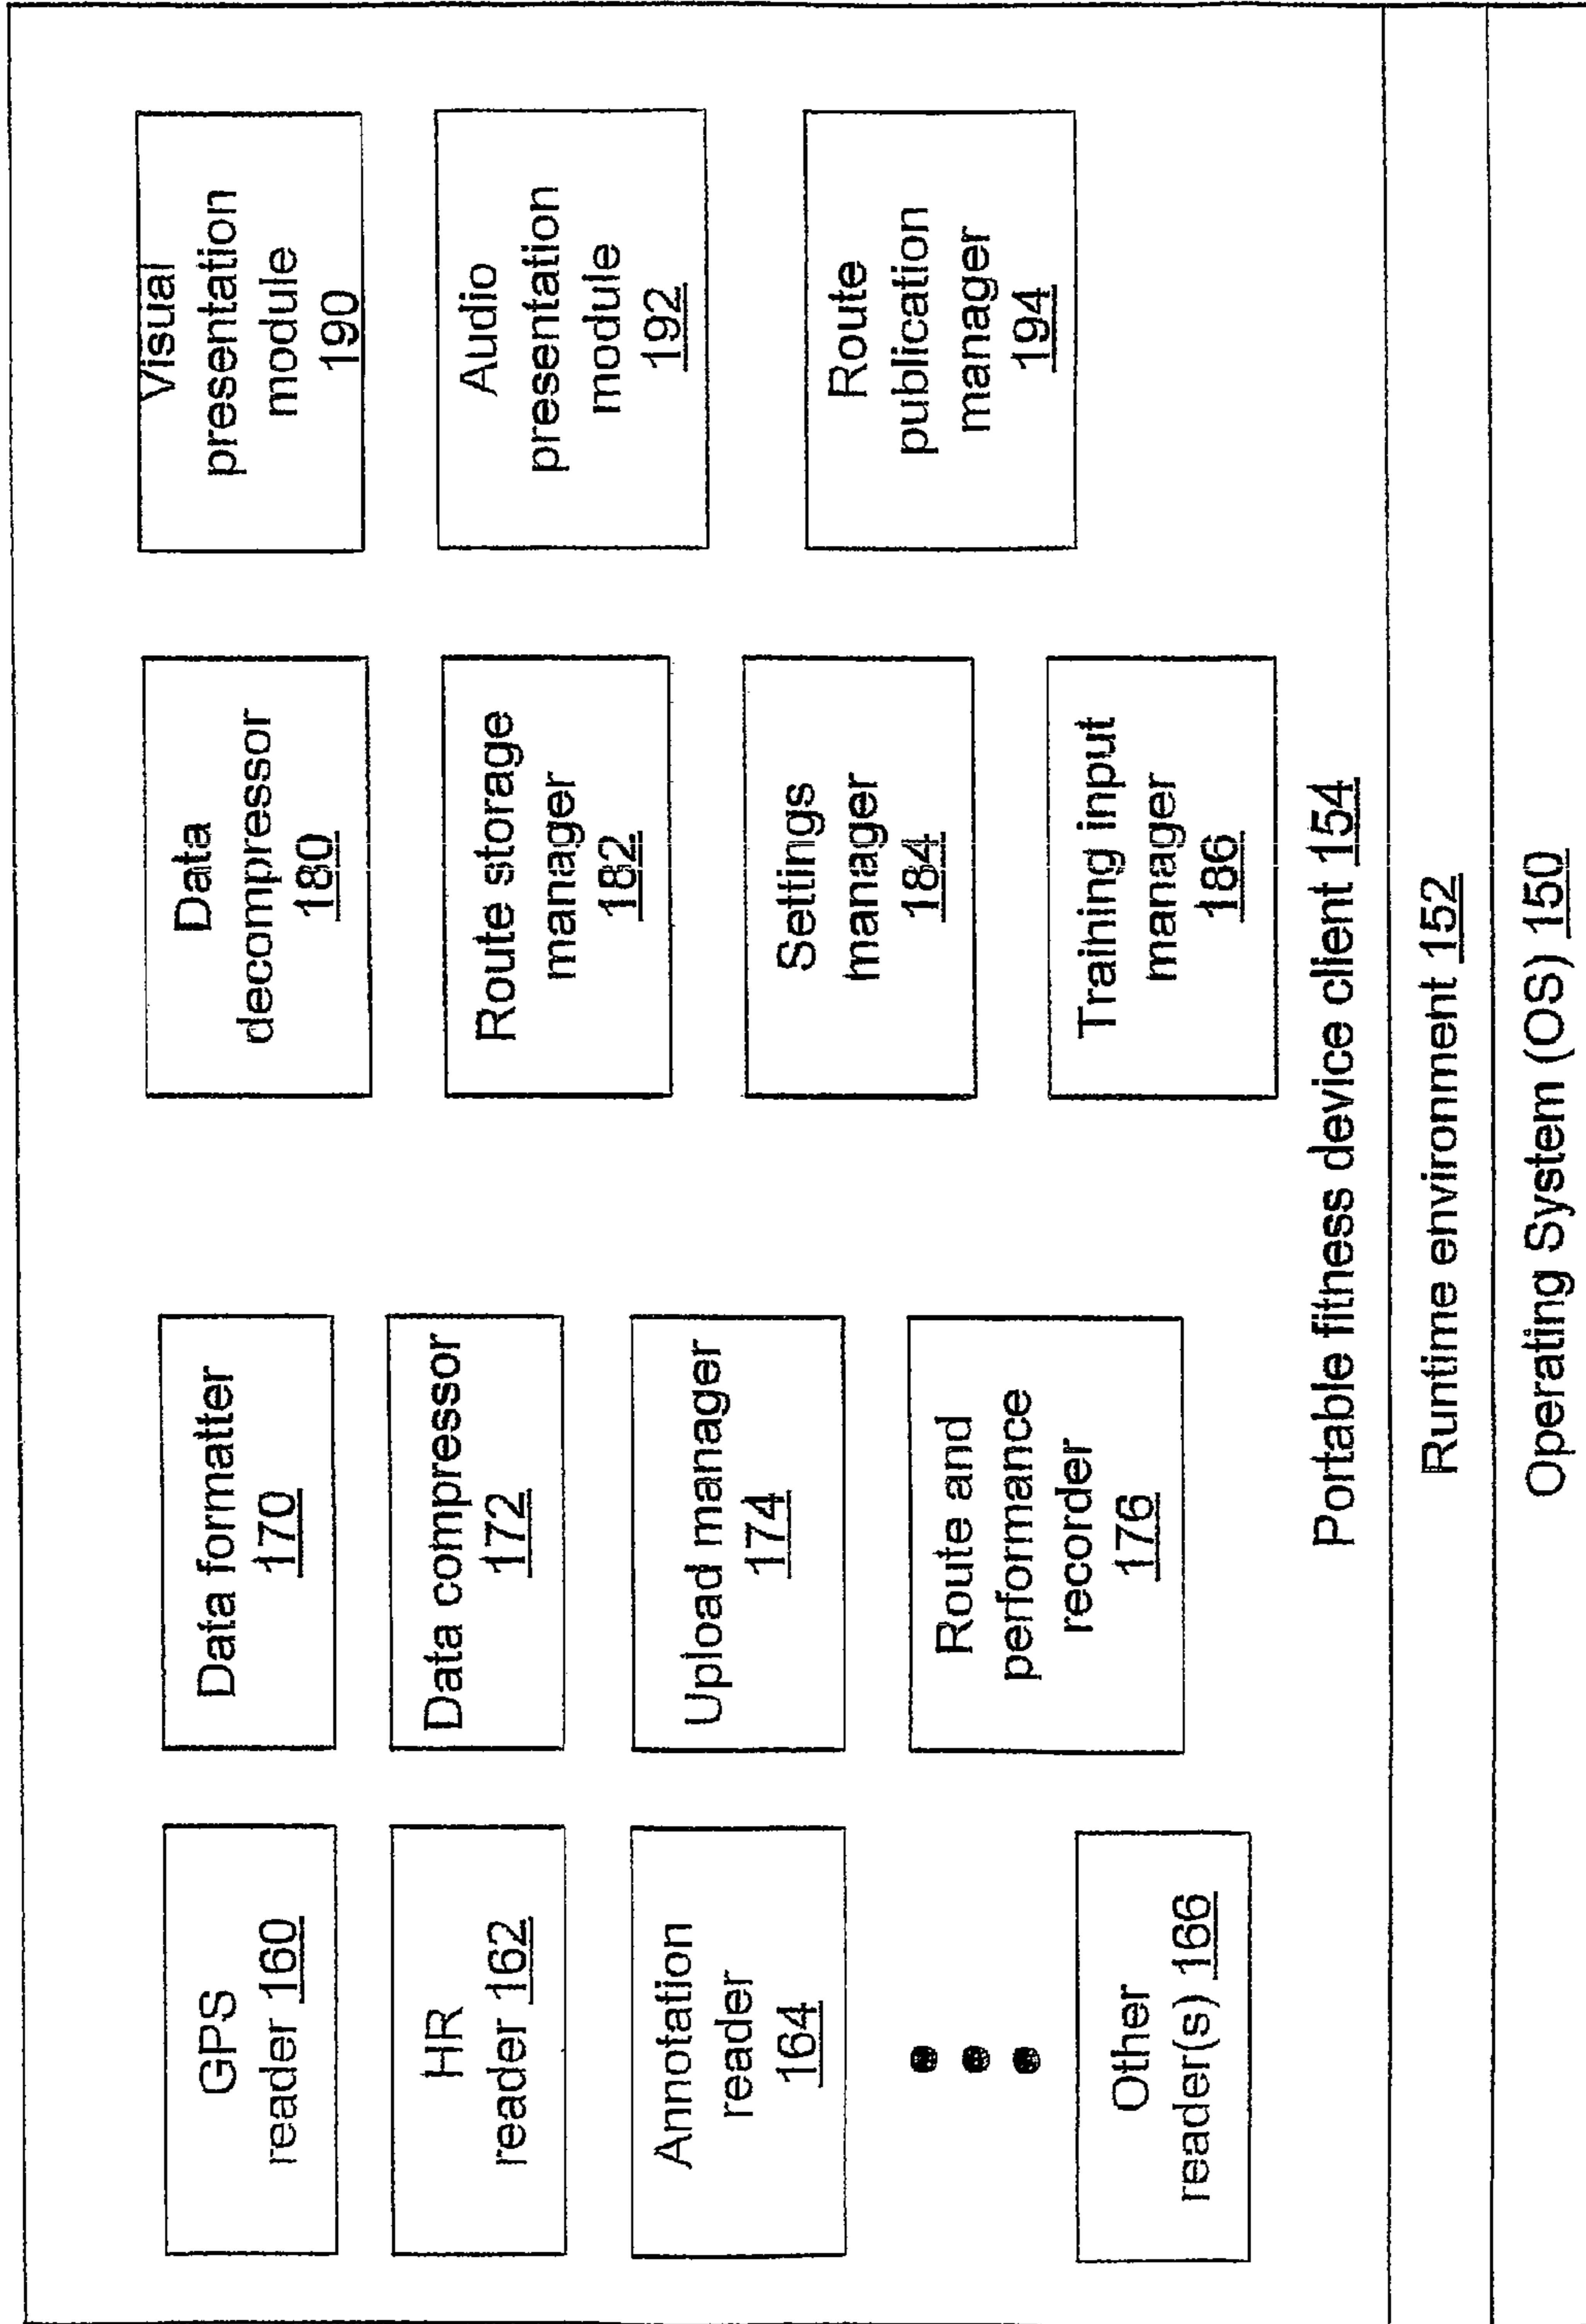 GPS
reader 160
HR
reader 162
Annotation
reader
164
Other
reader(s) 166
Data formatter
170
Data compressor
172
Upload manager
174
Route and
performance
recorder
176
Data
decompressor
180
Route storage
manager
182
Settings
manager
184
Training input
manager
186
Visual
presentation
module
190
Audio
presentation
module
192
Route
publication
manager
194
Portable fitness device client 154
Runtime environment 152
Operating System (OS) 150